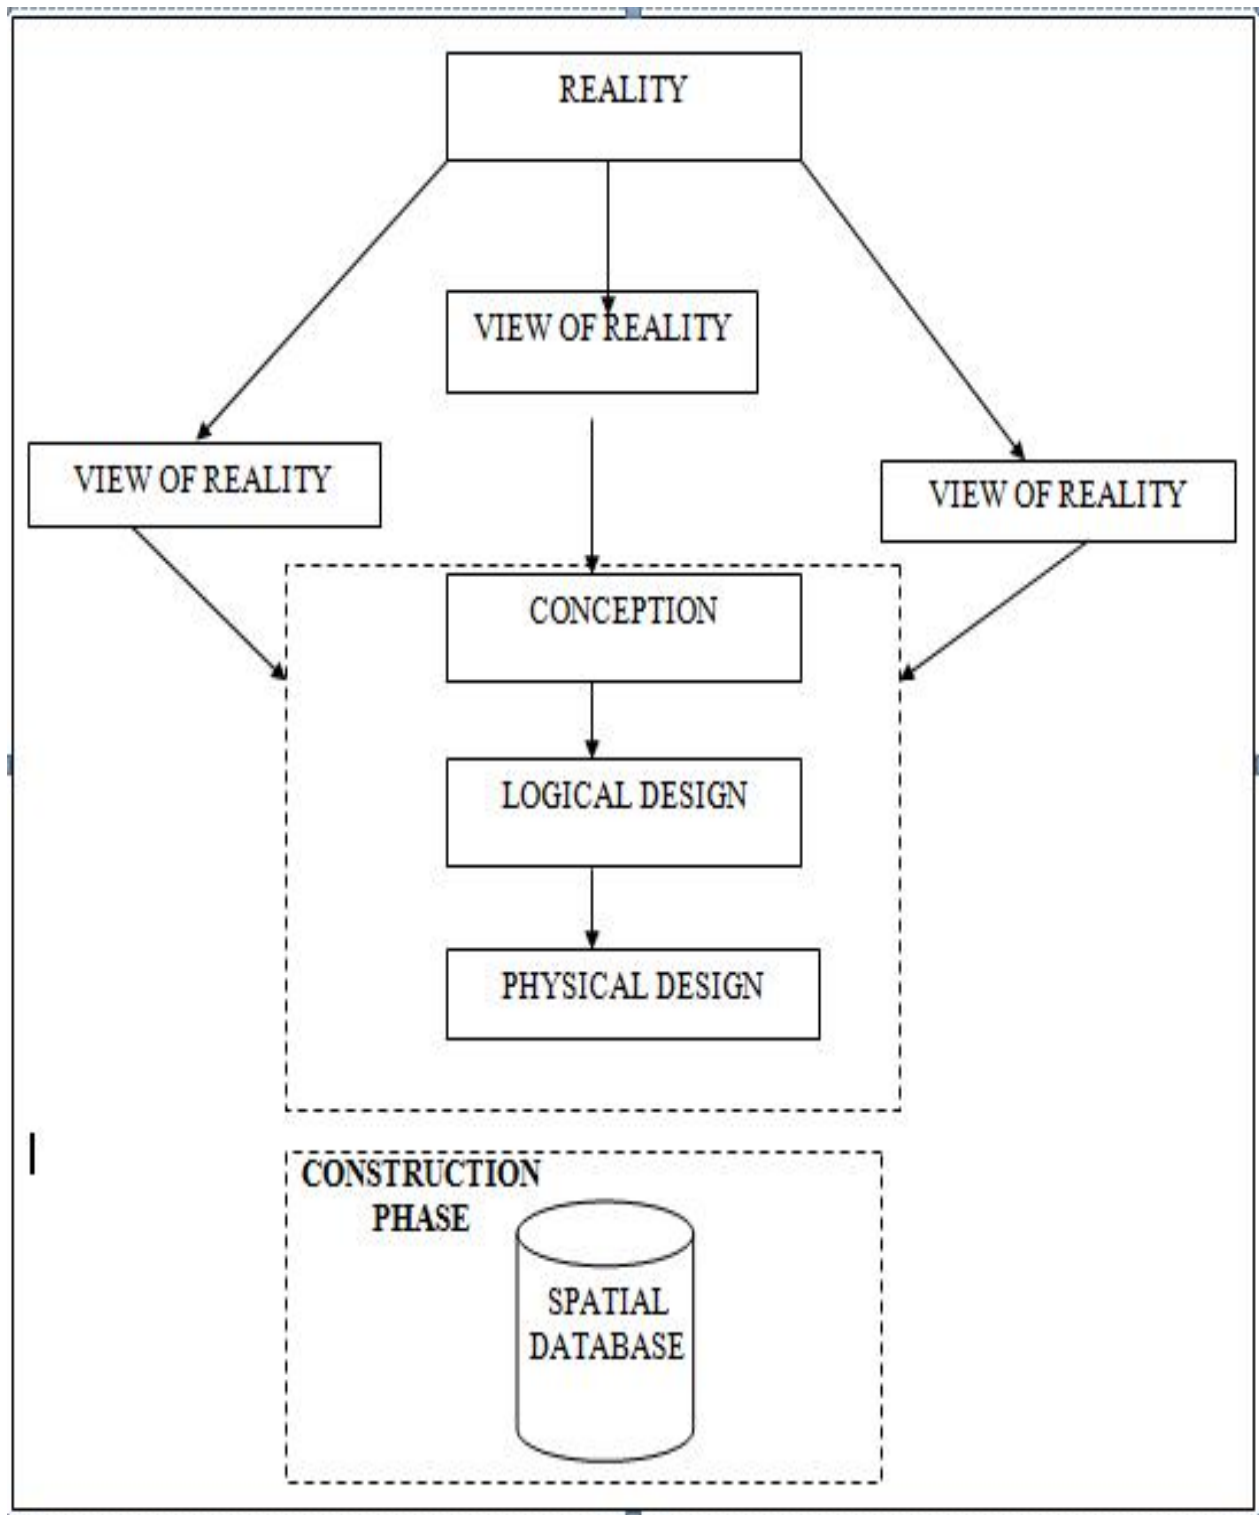 REALITY
VIEW OF REALITY
VIEW OF REALITY
VIEW OF REALITY
CONCEPTION
LOGICAL DESIGN
PHYSICAL DESIGN
CONSTRUCTION
PHASE
SPATIAL
DATABASE